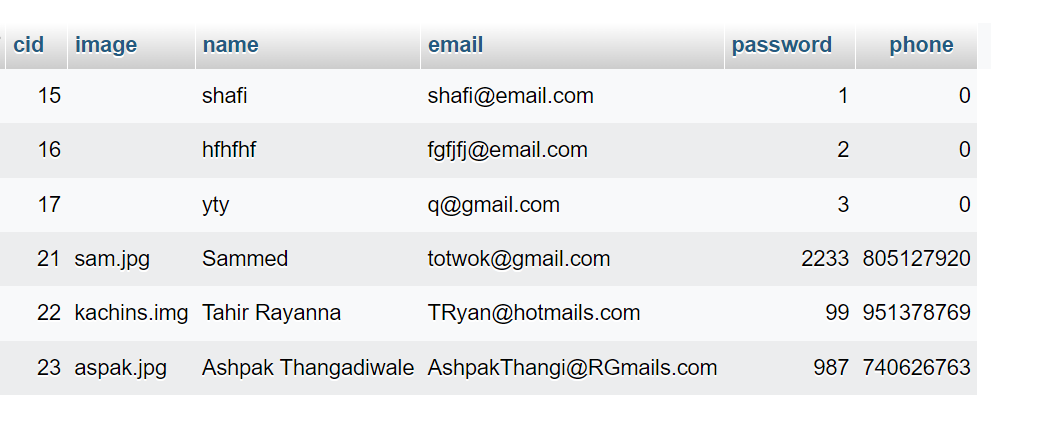 cid image name email password phone
15 shafi shafi@email.com 1 0
16 hfhfhf fgfjfj@email.com 2 0
17 yty q@gmail.com 3 0
21 sam.jpg Sammed totwok@gmail.com 2233 805127920
22 kachins.img Tahir Rayanna TRyan@hotmails.com 99 951378769
23 aspak.jpg Ashpak Thangadiwale AshpakThangi@RGmails.com 987 740626763